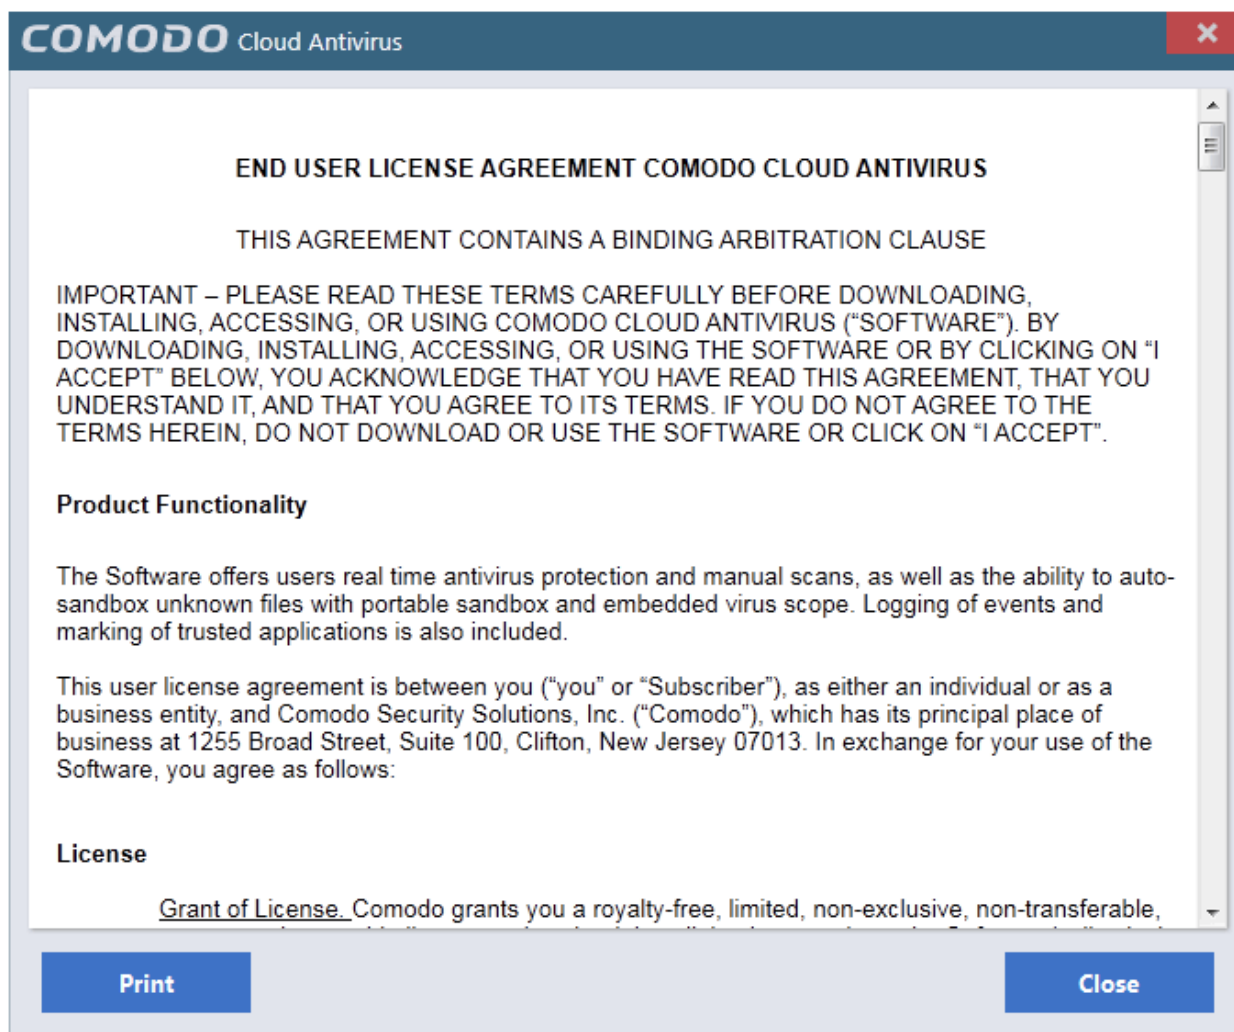 COMODO Cloud Antivirus
END USER LICENSE AGREEMENT COMODO CLOUD ANTIVIRUS
THIS AGREEMENT CONTAINS A BINDING ARBITRATION CLAUSE
IMPORTANT – PLEASE READ THESE TERMS CAREFULLY BEFORE DOWNLOADING,
INSTALLING, ACCESSING, OR USING COMODO CLOUD ANTIVIRUS (“SOFTWARE”). BY
DOWNLOADING, INSTALLING, ACCESSING, OR USING THE SOFTWARE OR BY CLICKING ON “I
ACCEPT” BELOW, YOU ACKNOWLEDGE THAT YOU HAVE READ THIS AGREEMENT, THAT YOU
UNDERSTAND IT, AND THAT YOU AGREE TO ITS TERMS. IF YOU DO NOT AGREE TO THE
TERMS HEREIN, DO NOT DOWNLOAD OR USE THE SOFTWARE OR CLICK ON “I ACCEPT”.
Product Functionality
The Software offers users real time antivirus protection and manual scans, as well as the ability to auto-
sandbox unknown files with portable sandbox and embedded virus scope. Logging of events and
marking of trusted applications is also included.
This user license agreement is between you (“you” or “Subscriber”), as either an individual or as a
business entity, and Comodo Security Solutions, Inc. (“Comodo”), which has its principal place of
business at 1255 Broad Street, Suite 100, Clifton, New Jersey 07013. In exchange for your use of the
Software, you agree as follows:
License
Grant of License. Comodo grants you a royalty-free, limited, non-exclusive, non-transferable,
Print
Close